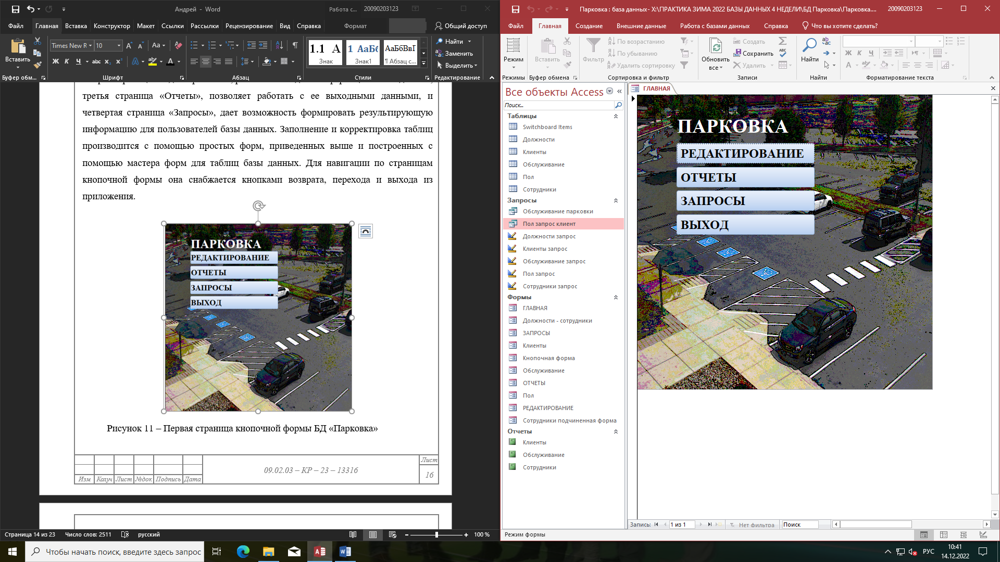 Андрей - Word
Работа с...
20090203123
Файл
Главная
Вставка
Конструктор
Макет
Ссылки
Рассылки
Рецензирование
Вид
Справка
Формат
Общий доступ
Вставить
Times New R
10
Aa
Ж К Ч abc x₂ x²
1.1 А
АаБбВвГ
Знак
Знак1
¶ Абзац с...
Найти
Заменить
Выделить
Буфер обм...
Шрифт
Абзац
Стили
Редактирование
третья страница «Отчеты», позволяет работать с ее выходными данными, и
четвертая страница «Запросы», дает возможность формировать результирующую
информацию для пользователей базы данных. Заполнение и корректировка таблиц
производится с помощью простых форм, приведенных выше и построенных с
помощью мастера форм для таблиц базы данных. Для навигации по страницам
кнопочной формы она снабжается кнопками возврата, перехода и выхода из
приложения.
ПАРКОВКА
РЕДАКТИРОВАНИЕ
ОТЧЕТЫ
ЗАПРОСЫ
ВЫХОД
Рисунок 11 – Первая страница кнопочной формы БД «Парковка»
Изм
Колуч
Лист
№док
Подпись
Дата
09.02.03 – КР – 23 – 13316
Лист
16
Страница 14 из 23
Число слов: 2511
русский
100 %
Парковка : база данных- X:\ПРАКТИКА ЗИМА 2022 БАЗЫ ДАННЫХ 4 НЕДЕЛИ\БД Парковка\Парковка....
20090203123
Файл
Главная
Создание
Внешние данные
Работа с базами данных
Справка
Что вы хотите сделать?
Режим
Вставить
Фильтр
По возрастанию
По убыванию
Удалить сортировку
Обновить
все
Создать
Сохранить
Удалить
Найти
Ж К Ч
Режимы
Буфер обмена
Сортировка и фильтр
Записи
Найти
Форматирование текста
Все объекты Access
Поиск...
Таблицы
Switchboard Items
Должности
Клиенты
Обслуживание
Пол
Сотрудники
Запросы
Обслуживание парковки
Пол запрос клиент
Должности запрос
Клиенты запрос
Обслуживание запрос
Пол запрос
Сотрудники запрос
Формы
ГЛАВНАЯ
Должности - сотрудники
ЗАПРОСЫ
Клиенты
Кнопочная форма
Обслуживание
ОТЧЕТЫ
Пол
РЕДАКТИРОВАНИЕ
Сотрудники подчиненная форма
Отчеты
Клиенты
Обслуживание
Сотрудники
ГЛАВНАЯ
ПАРКОВКА
РЕДАКТИРОВАНИЕ
ОТЧЕТЫ
ЗАПРОСЫ
ВЫХОД
Запись:
1 из 1
Нет фильтра
Поиск
Режим формы
Чтобы начать поиск, введите здесь запрос
РУС
10:41
14.12.2022